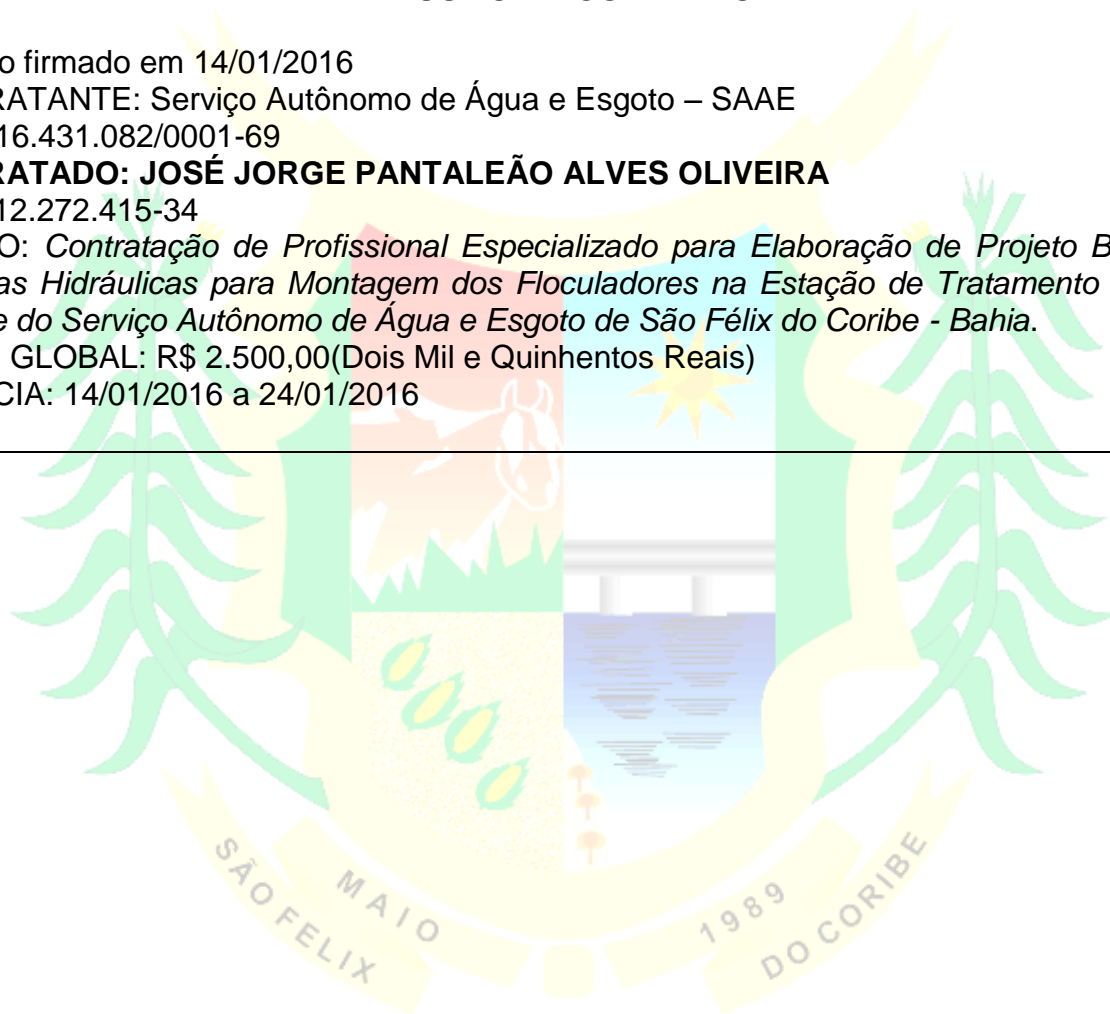 o firmado em 14/01/2016
RATANTE: Serviço Autônomo de Água e Esgoto – SAAE
16.431.082/0001-69
RATADO: JOSÉ JORGE PANTALEÃO ALVES OLIVEIRA
12.272.415-34
O: Contratação de Profissional Especializado para Elaboração de Projeto B
as Hidráulicas para Montagem dos Floculadores na Estação de Tratamento
e do Serviço Autônomo de Água e Esgoto de São Félix do Coribe - Bahia.
GLOBAL: R$ 2.500,00(Dois Mil e Quinhentos Reais)
CIA: 14/01/2016 a 24/01/2016
SÃO FELIX
MAIO
1989
DO CORIBE